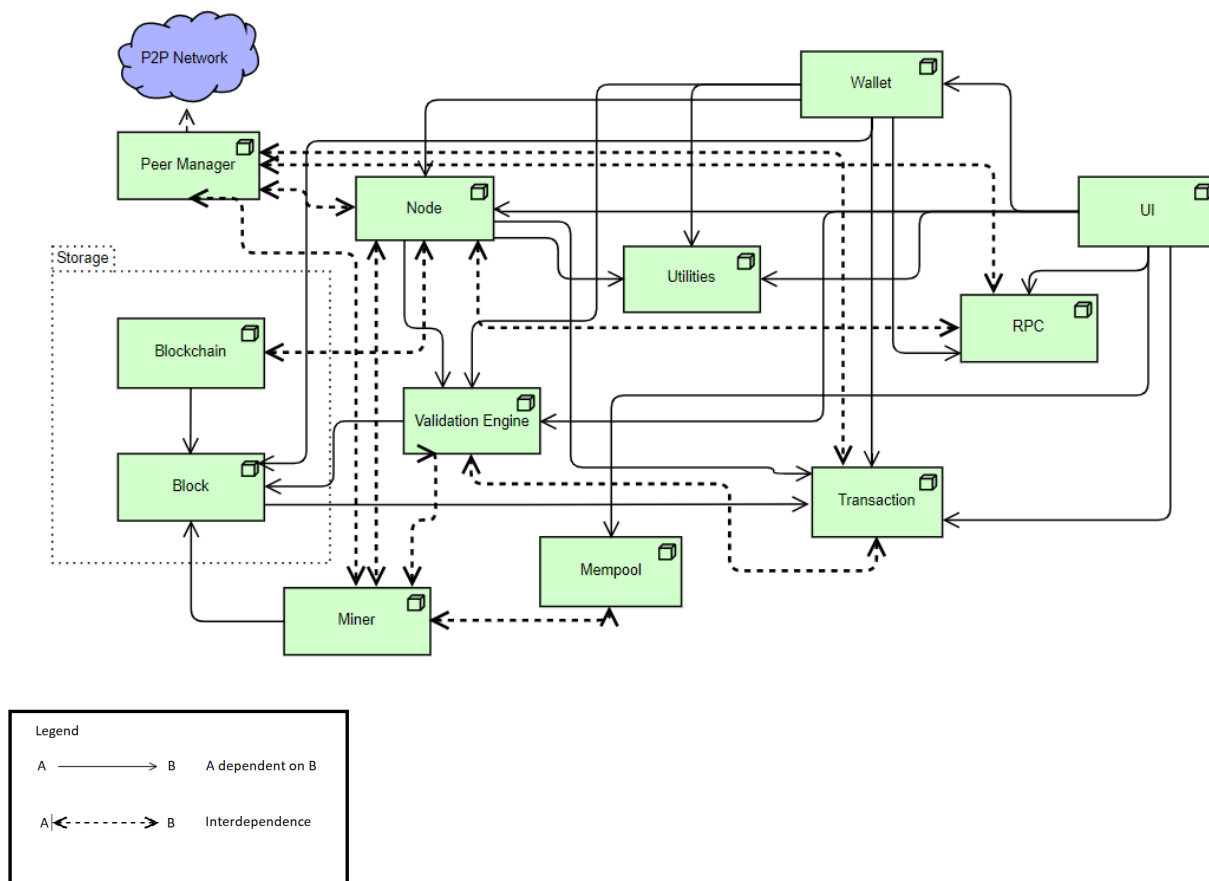 P2P Network
Wallet
Peer Manager
Node
UI
Storage
Utilities
RPC
Blockchain
Validation Engine
Block
Transaction
Mempool
Miner
Legend
A B A dependent on B
A B Interdependence